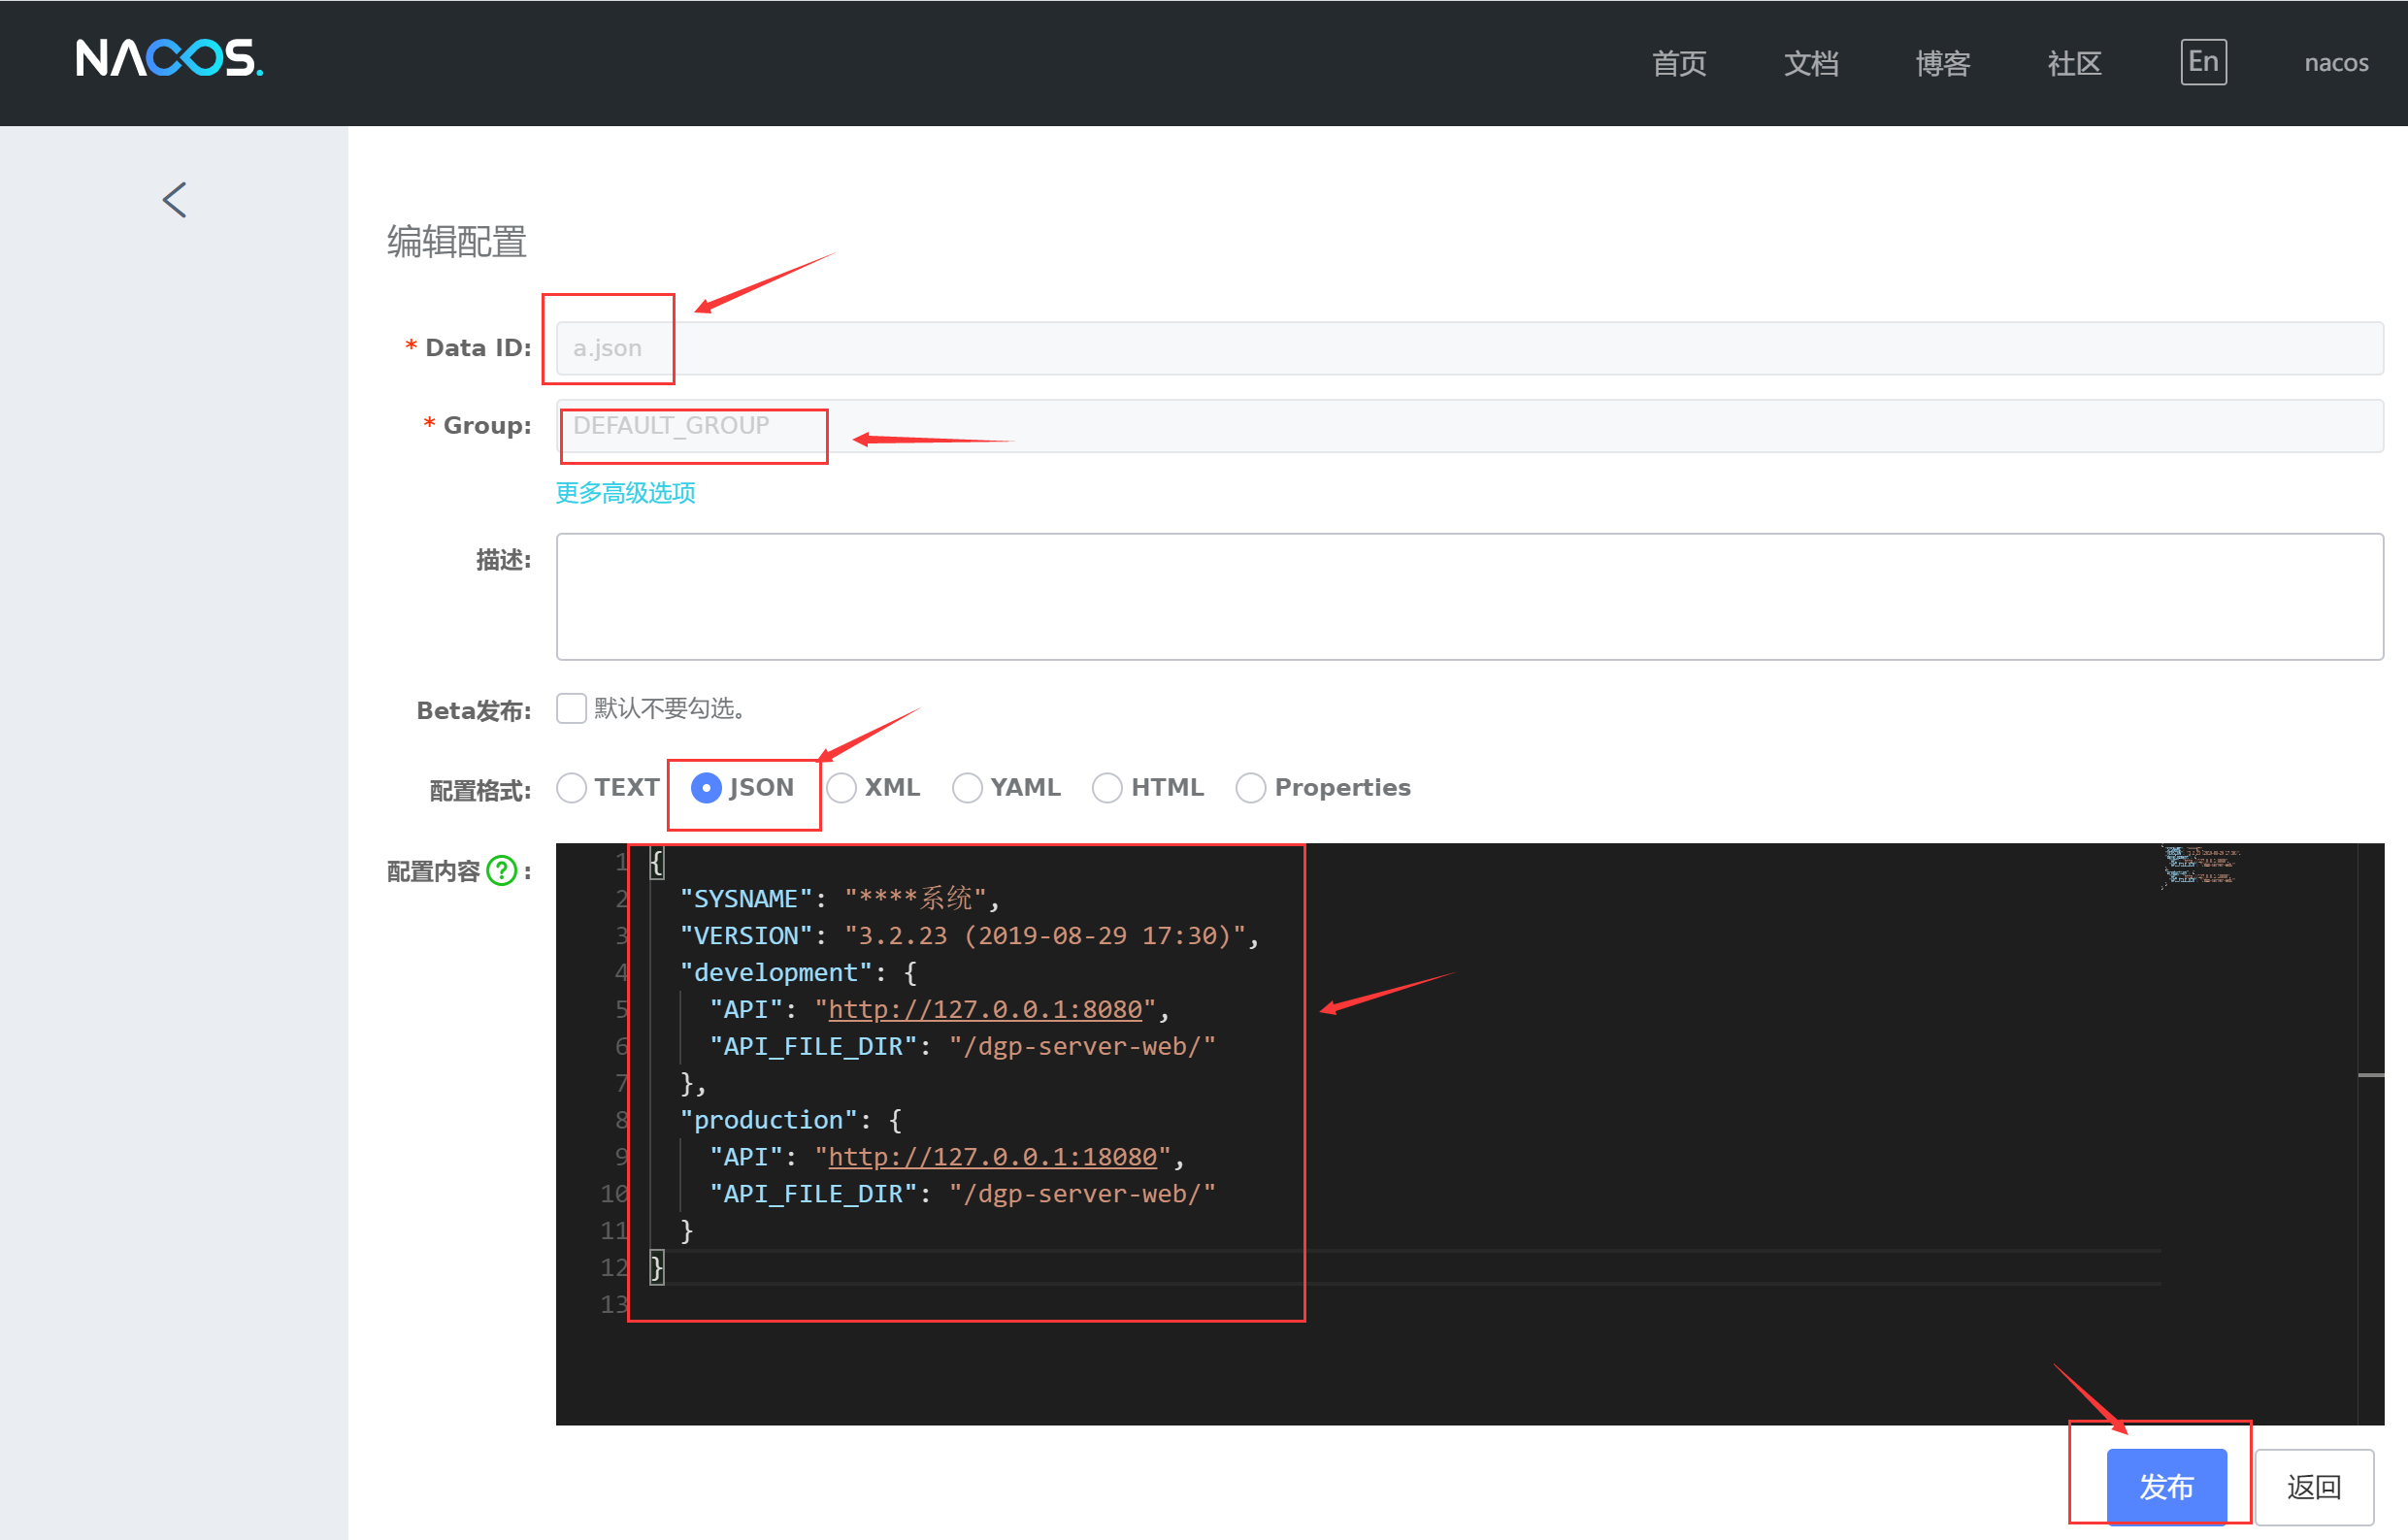 NACOS.
首页 文档 博客 社区 En nacos
编辑配置
* Data ID: a.json
* Group: DEFAULT_GROUP
更多高级选项
描述:
Beta发布: 默认不要勾选。
配置格式: TEXT JSON XML YAML HTML Properties
配置内容 ? :
1 {
2 "SYSNAME": "****系统",
3 "VERSION": "3.2.23 (2019-08-29 17:30)",
4 "development": {
5 "API": "http://127.0.0.1:8080",
6 "API_FILE_DIR": "/dgp-server-web/"
7 },
8 "production": {
9 "API": "http://127.0.0.1:18080",
10 "API_FILE_DIR": "/dgp-server-web/"
11 }
12 }
13
发布 返回